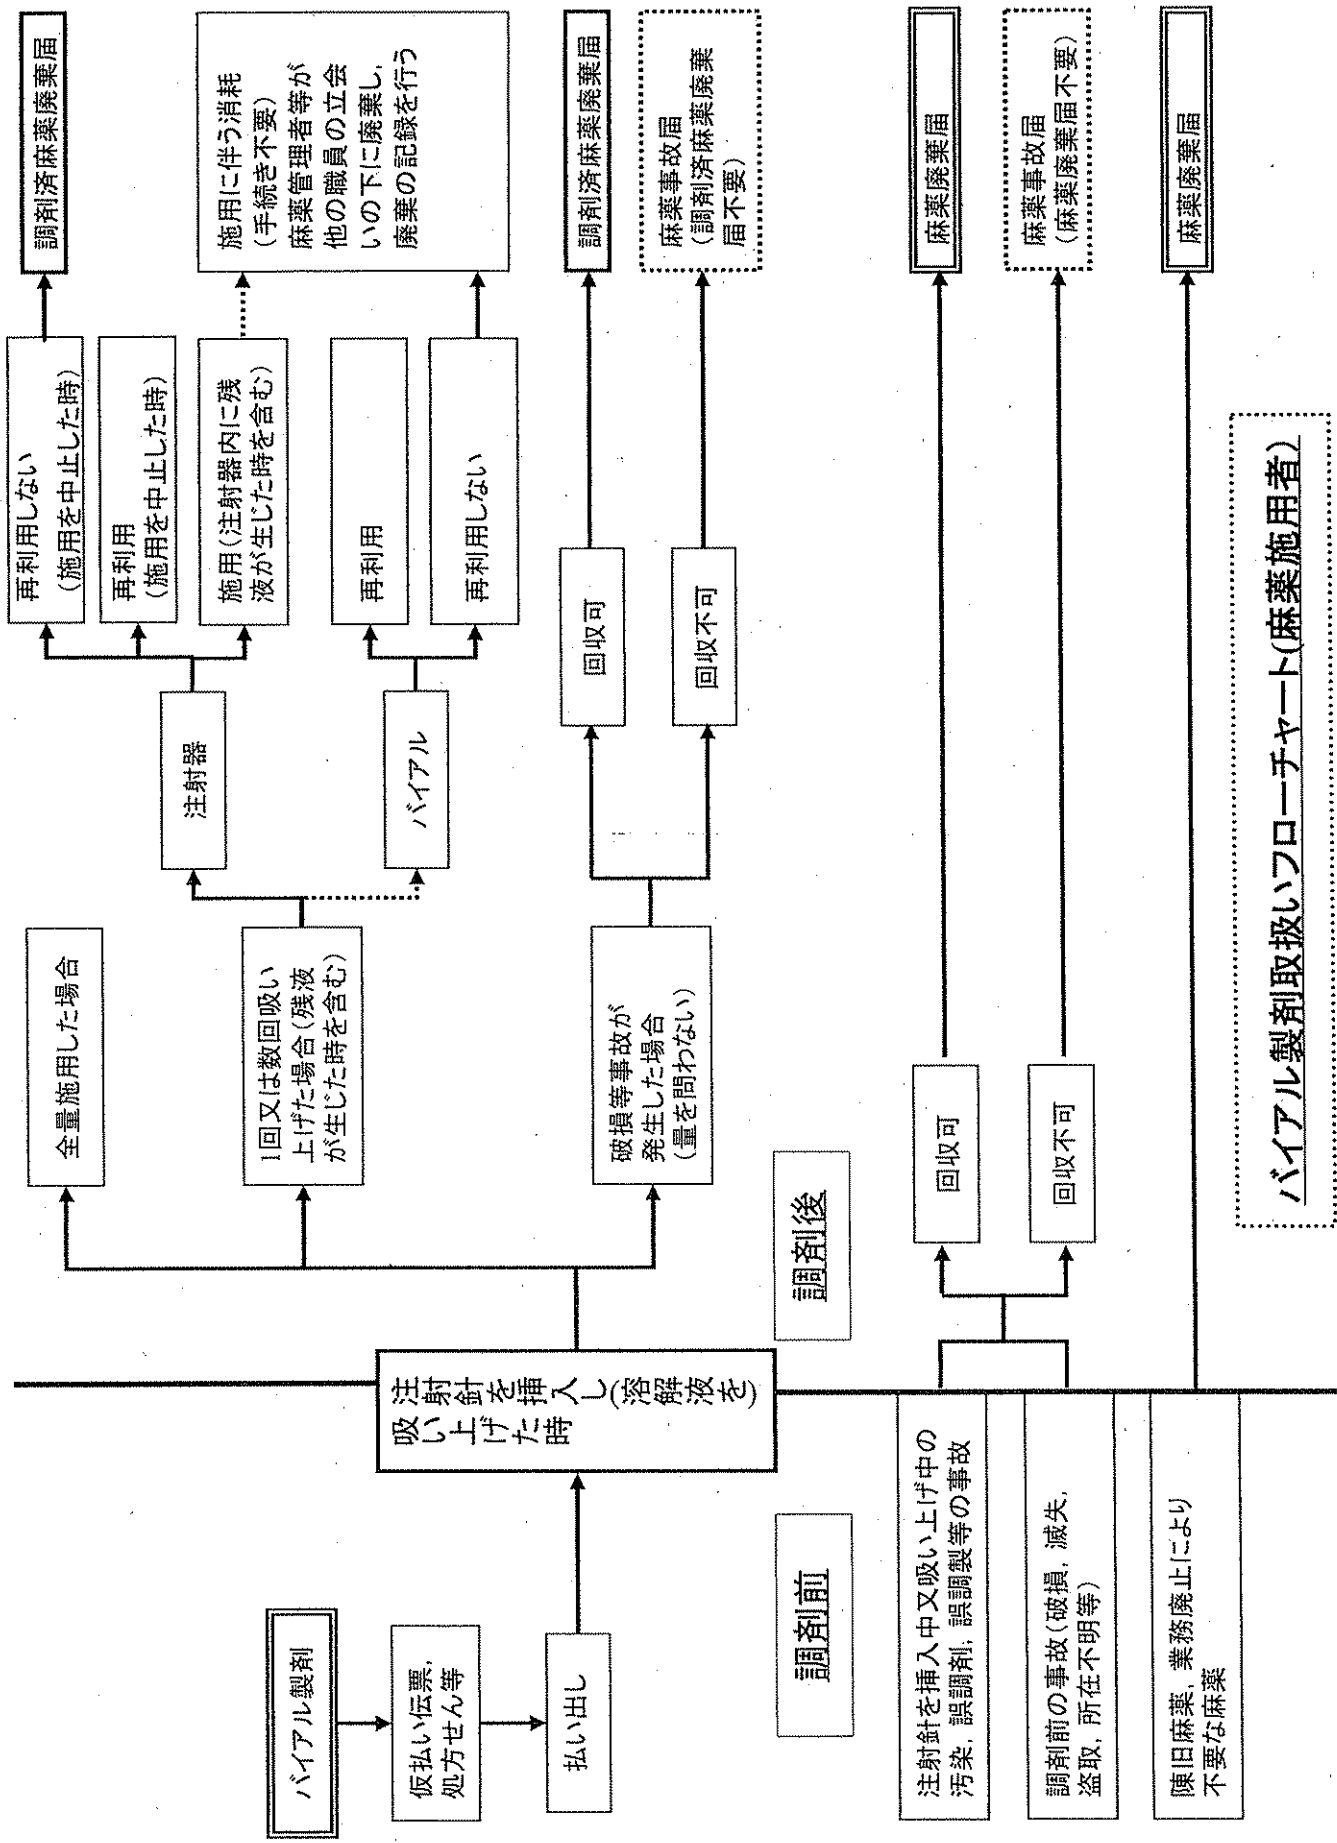 バイアル製剤
仮払い伝票,
処方せん等
払い出し
調剤前
注射針を挿入し(溶解液を)
吸い上げた時
調剤後
全量施用した場合
1回又は数回吸い
上げた場合(残液
が生じた時を含む)
破損等事故が
発生した場合
(量を問わない)
注射器
バイアル
再利用しない
(施用を中止した時)
再利用
(施用を中止した時)
施用(注射器内に残
液が生じた時を含む)
再利用
再利用しない
回収可
回収不可
調剤済麻薬廃棄届
施用に伴う消耗
(手続き不要)
麻薬管理者等が
他の職員の立会
いの下に廃棄し,
廃棄の記録を行う
調剤済麻薬廃棄届
麻薬事故届
(調剤済麻薬廃棄
届不要)
注射針を挿入中又吸い上げ中の
汚染,誤調剤,誤調製等の事故
調剤前の事故(破損,滅失,
盗取,所在不明等)
陳旧麻薬,業務廃止により
不要な麻薬
回収可
回収不可
麻薬廃棄届
麻薬事故届
(麻薬廃棄届不要)
麻薬廃棄届
バイアル製剤取扱いフローチャート(麻薬施用者)